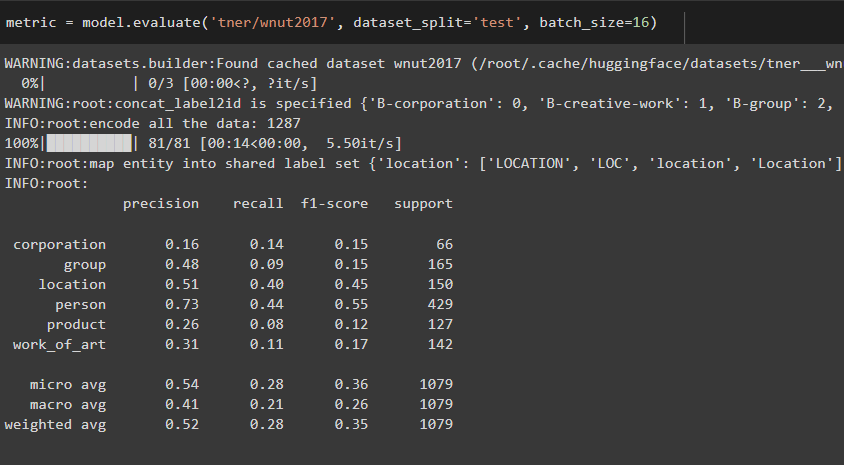 metric = model.evaluate('tner/wnut2017', dataset_split='test', batch_size=16)
WARNING:datasets.builder:Found cached dataset wnut2017 (/root/.cache/huggingface/datasets/tner___wn
0%| | 0/3 [00:00<?, ?it/s]
WARNING:root:concat_label2id is specified {'B-corporation': 0, 'B-creative-work': 1, 'B-group': 2,
INFO:root:encode all the data: 1287
100%|██████████| 81/81 [00:14<00:00, 5.50it/s]
INFO:root:map entity into shared label set {'location': ['LOCATION', 'LOC', 'location', 'Location']
INFO:root:
precision recall f1-score support
corporation 0.16 0.14 0.15 66
group 0.48 0.09 0.15 165
location 0.51 0.40 0.45 150
person 0.73 0.44 0.55 429
product 0.26 0.08 0.12 127
work_of_art 0.31 0.11 0.17 142
micro avg 0.54 0.28 0.36 1079
macro avg 0.41 0.21 0.26 1079
weighted avg 0.52 0.28 0.35 1079